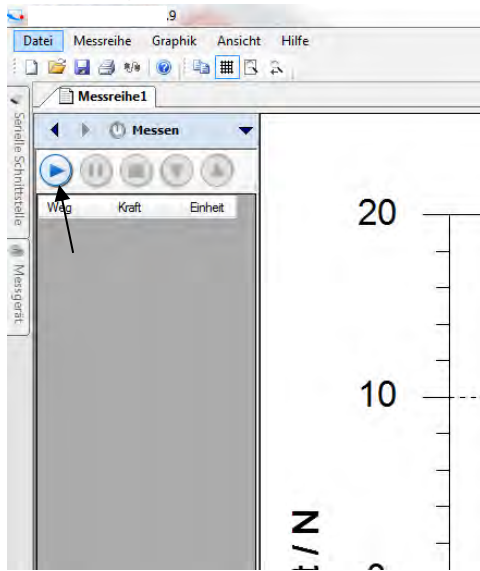 .9
Datei Messreihe Graphik Ansicht Hilfe
Messreihe1
Serielle Schnittstelle
Messgerät
Messen
Weg Kraft Einheit
20
10
t / N